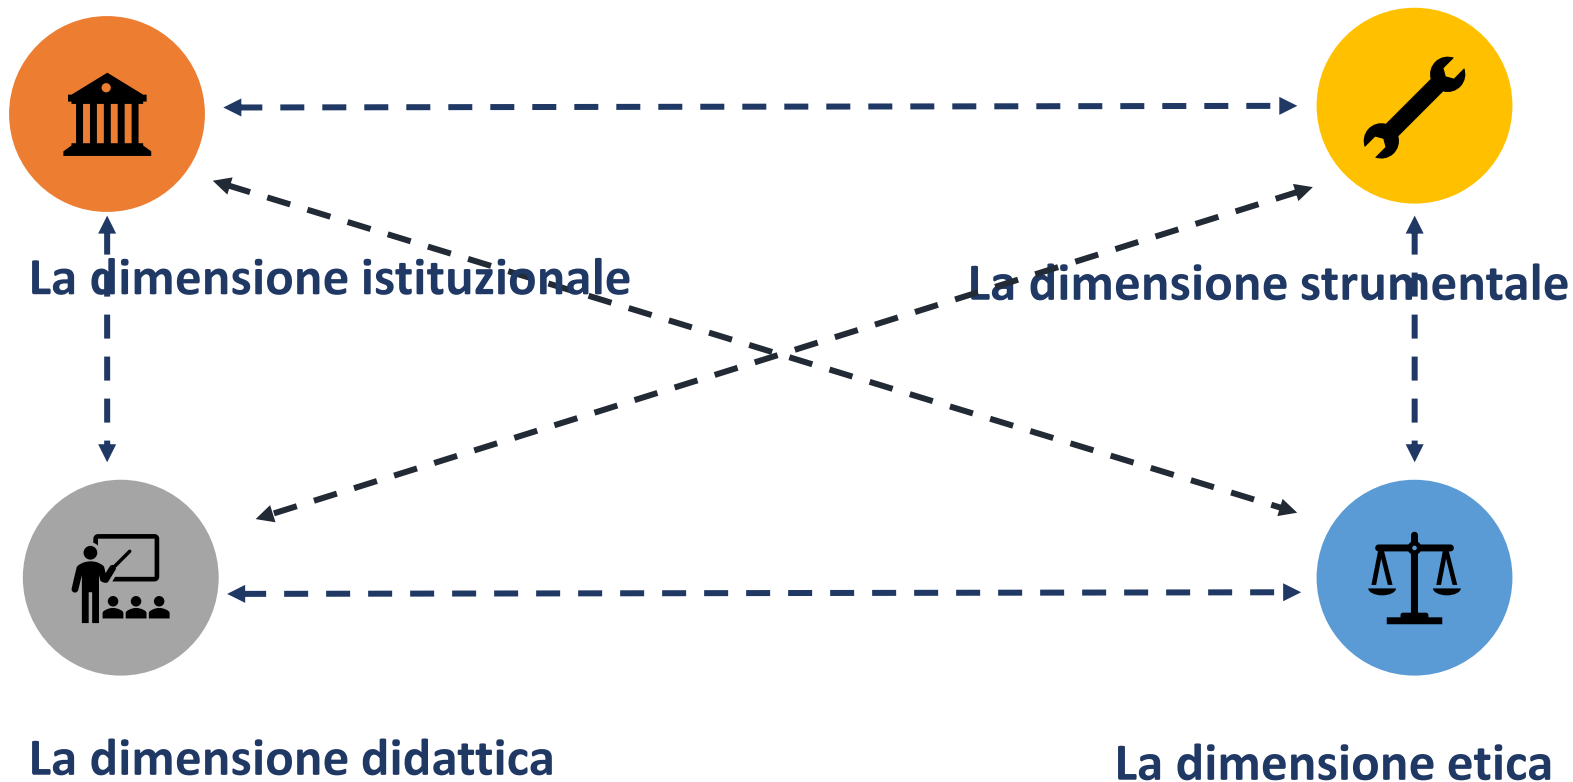 La dimensione istituzionale
La dimensione strumentale
La dimensione didattica
La dimensione etica